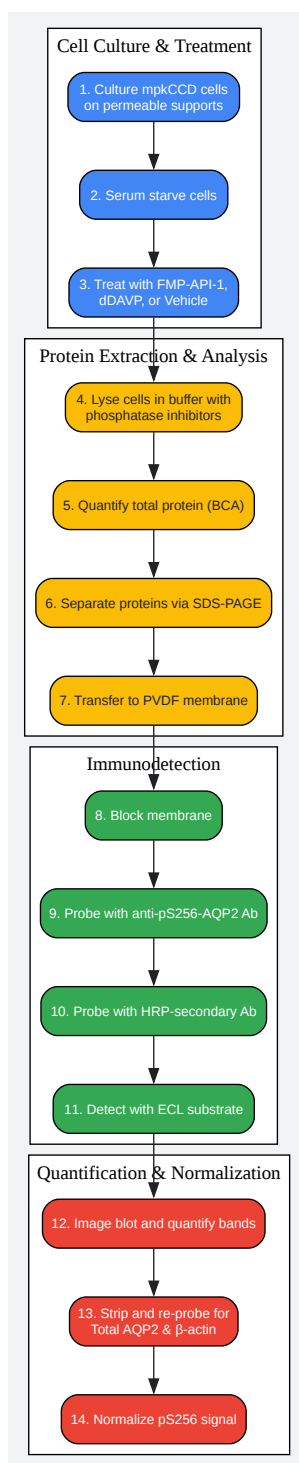 Cell Culture & Treatment
1. Culture mpkCCD cells
on permeable supports
2. Serum starve cells
3. Treat with FMP-API-1,
dDAVP, or Vehicle
Protein Extraction & Analysis
4. Lyse cells in buffer with
phosphatase inhibitors
5. Quantify total protein (BCA)
6. Separate proteins via SDS-PAGE
7. Transfer to PVDF membrane
Immunodetection
8. Block membrane
9. Probe with anti-pS256-AQP2 Ab
10. Probe with HRP-secondary Ab
11. Detect with ECL substrate
Quantification & Normalization
12. Image blot and quantify bands
13. Strip and re-probe for
Total AQP2 & β-actin
14. Normalize pS256 signal